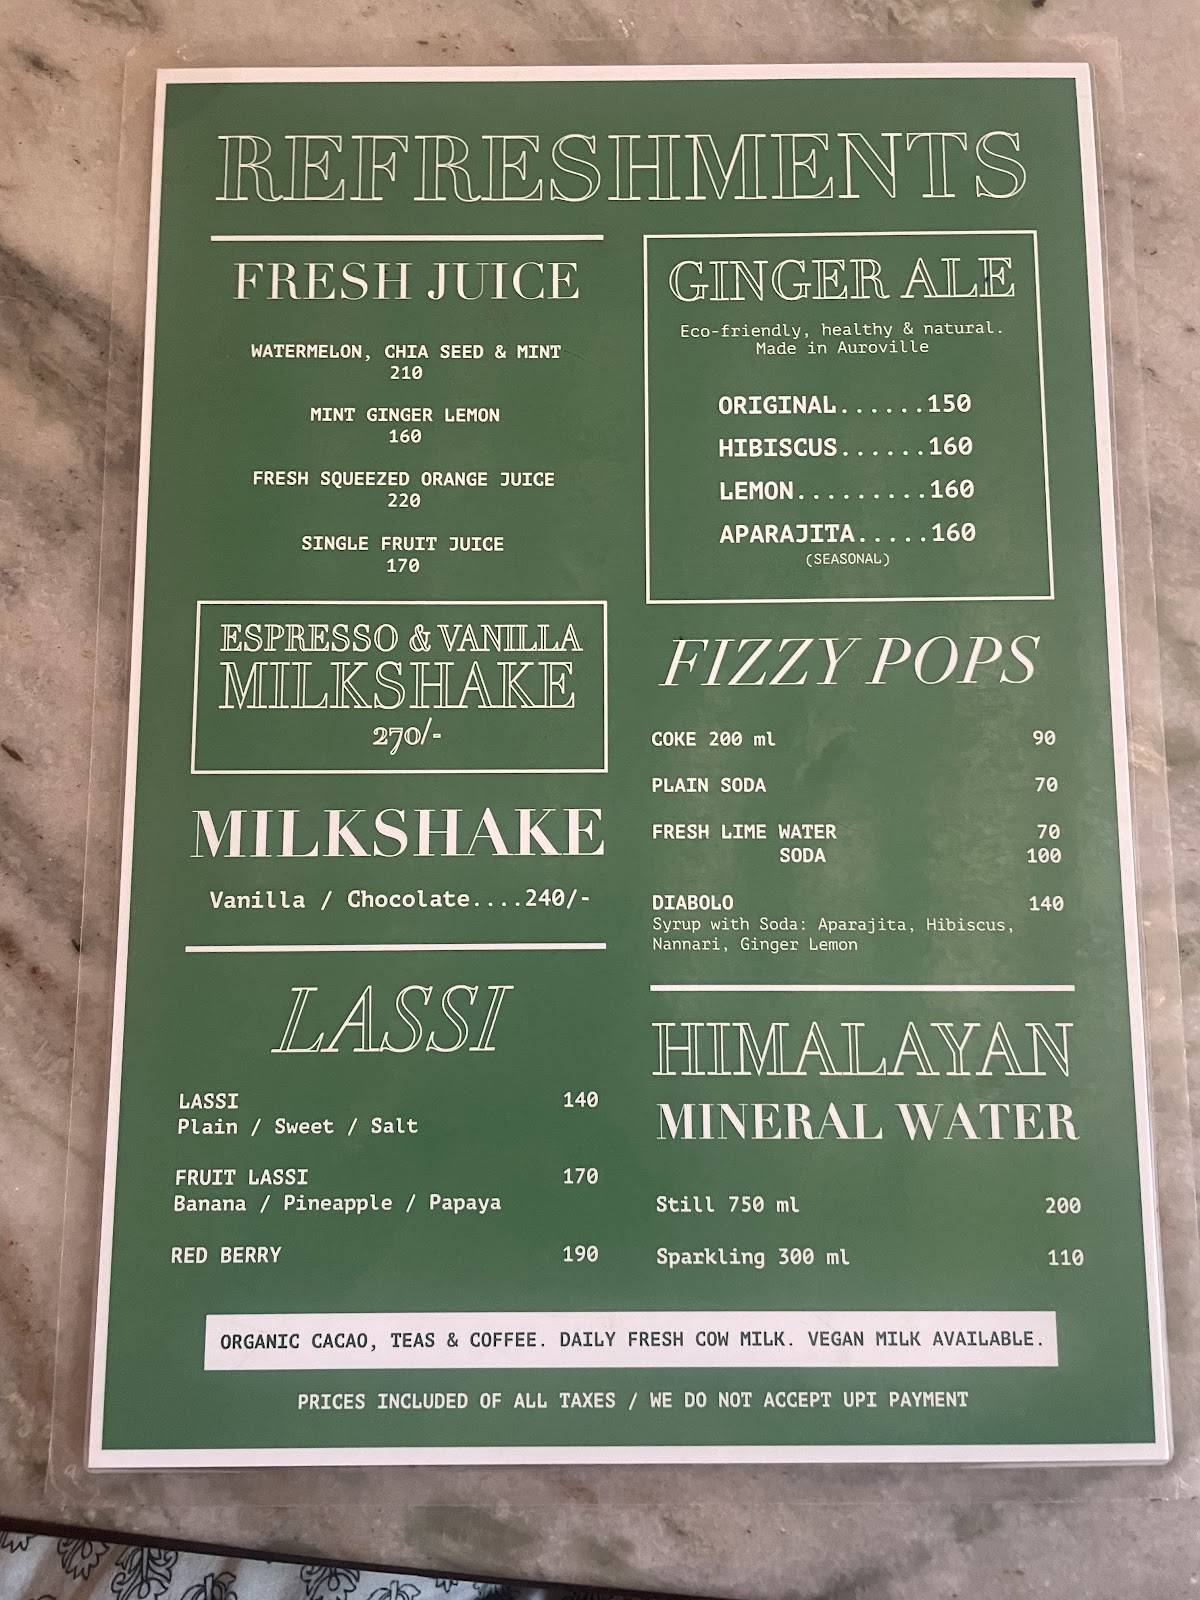 REFRESHMENTS
FRESH JUICE
WATERMELON, CHIA SEED & MINT
210
MINT GINGER LEMON
160
FRESH SQUEEZED ORANGE JUICE
220
SINGLE FRUIT JUICE
170
ESPRESSO & VANILLA
MILKSHAKE
270/-
MILKSHAKE
Vanilla / Chocolate....240/-
LASSI
LASSI 140
Plain / Sweet / Salt
FRUIT LASSI 170
Banana / Pineapple / Papaya
RED BERRY 190
GINGER ALE
Eco-friendly, healthy & natural.
Made in Auroville
ORIGINAL......150
HIBISCUS......160
LEMON.........160
APARAJITA.....160
(SEASONAL)
FIZZY POPS
COKE 200 ml 90
PLAIN SODA 70
FRESH LIME WATER 70
SODA 100
DIABOLO 140
Syrup with Soda: Aparajita, Hibiscus,
Nannari, Ginger Lemon
HIMALAYAN
MINERAL WATER
Still 750 ml 200
Sparkling 300 ml 110
ORGANIC CACAO, TEAS & COFFEE. DAILY FRESH COW MILK. VEGAN MILK AVAILABLE.
PRICES INCLUDED OF ALL TAXES / WE DO NOT ACCEPT UPI PAYMENT